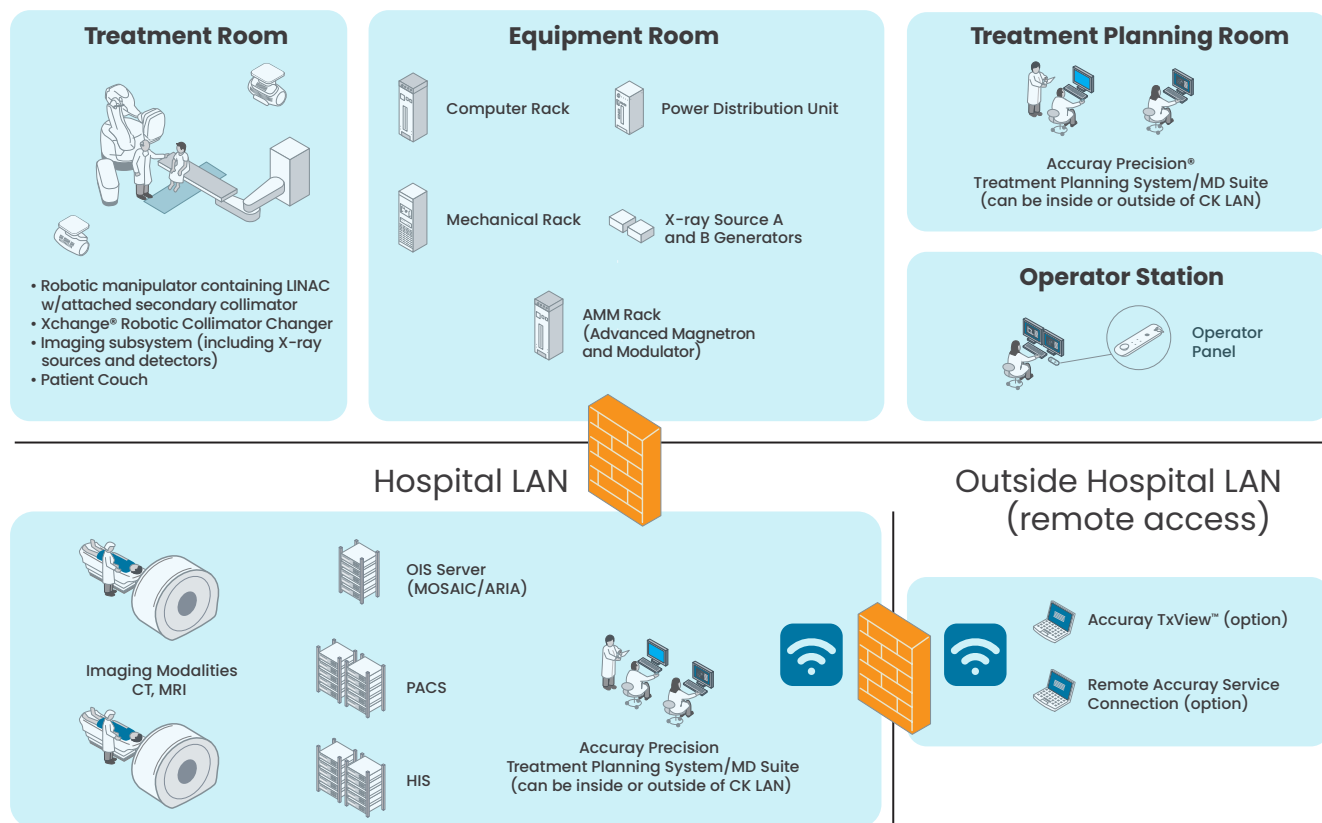 Treatment Room
• Robotic manipulator containing LINAC
w/attached secondary collimator
• Xchange® Robotic Collimator Changer
• Imaging subsystem (including X-ray
sources and detectors)
• Patient Couch
Equipment Room
Computer Rack
Power Distribution Unit
Mechanical Rack
X-ray Source A
and B Generators
AMM Rack
(Advanced Magnetron
and Modulator)
Treatment Planning Room
Accuray Precision®
Treatment Planning System/MD Suite
(can be inside or outside of CK LAN)
Operator Station
Operator
Panel
Hospital LAN
Imaging Modalities
CT, MRI
OIS Server
(MOSAIC/ARIA)
PACS
HIS
Accuray Precision
Treatment Planning System/MD Suite
(can be inside or outside of CK LAN)
Outside Hospital LAN
(remote access)
Accuray TxView™ (option)
Remote Accuray Service
Connection (option)